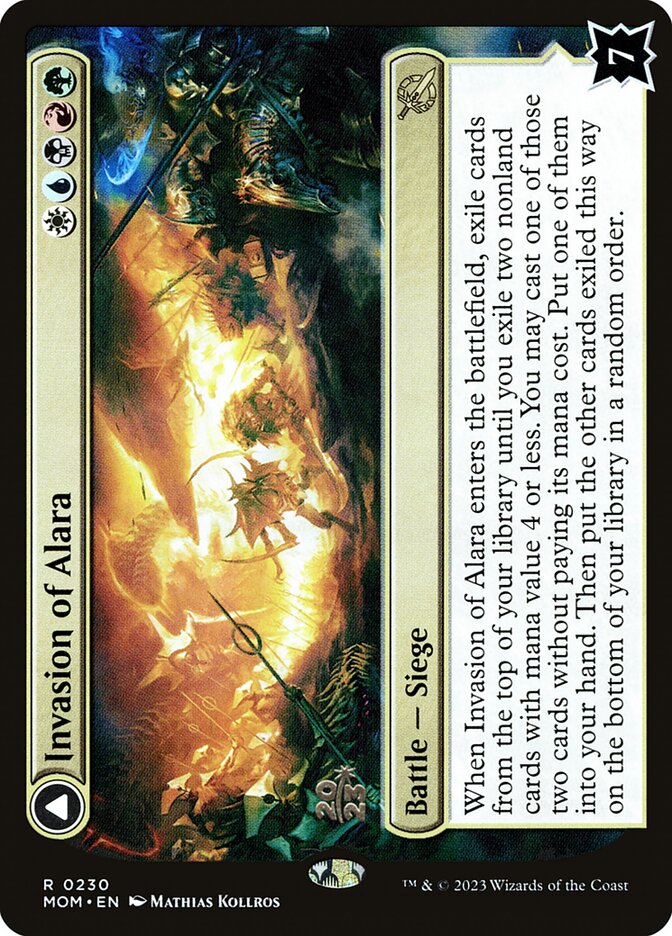 Invasion of Alara
2023
Battle — Siege
7
When Invasion of Alara enters the battlefield, exile cards
from the top of your library until you exile two nonland
cards with mana value 4 or less. You may cast one of those
two cards without paying its mana cost. Put one of them
into your hand. Then put the other cards exiled this way
on the bottom of your library in a random order.
R 0230
MOM • EN Mathias Kollros
™ & © 2023 Wizards of the Coast